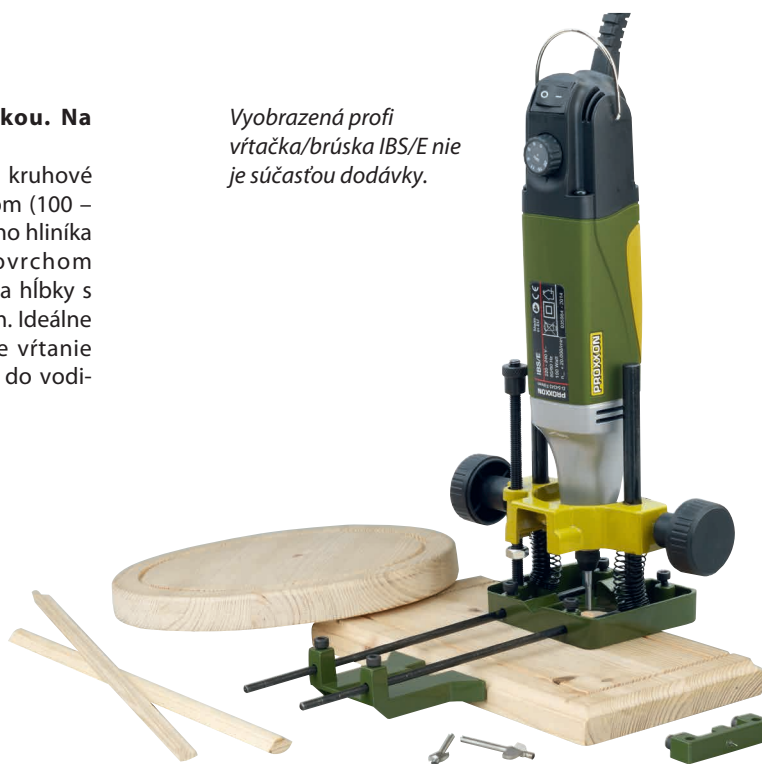 kou. Na
kruhové
om (100 –
ho hliníka
ovrchom
a hĺbky s
n. Ideálne
e vŕtanie
do vodi-
Vyobrazená profi
vŕtačka/brúska IBS/E nie
je súčasťou dodávky.
PROXXON
IBS/E
PROXXON